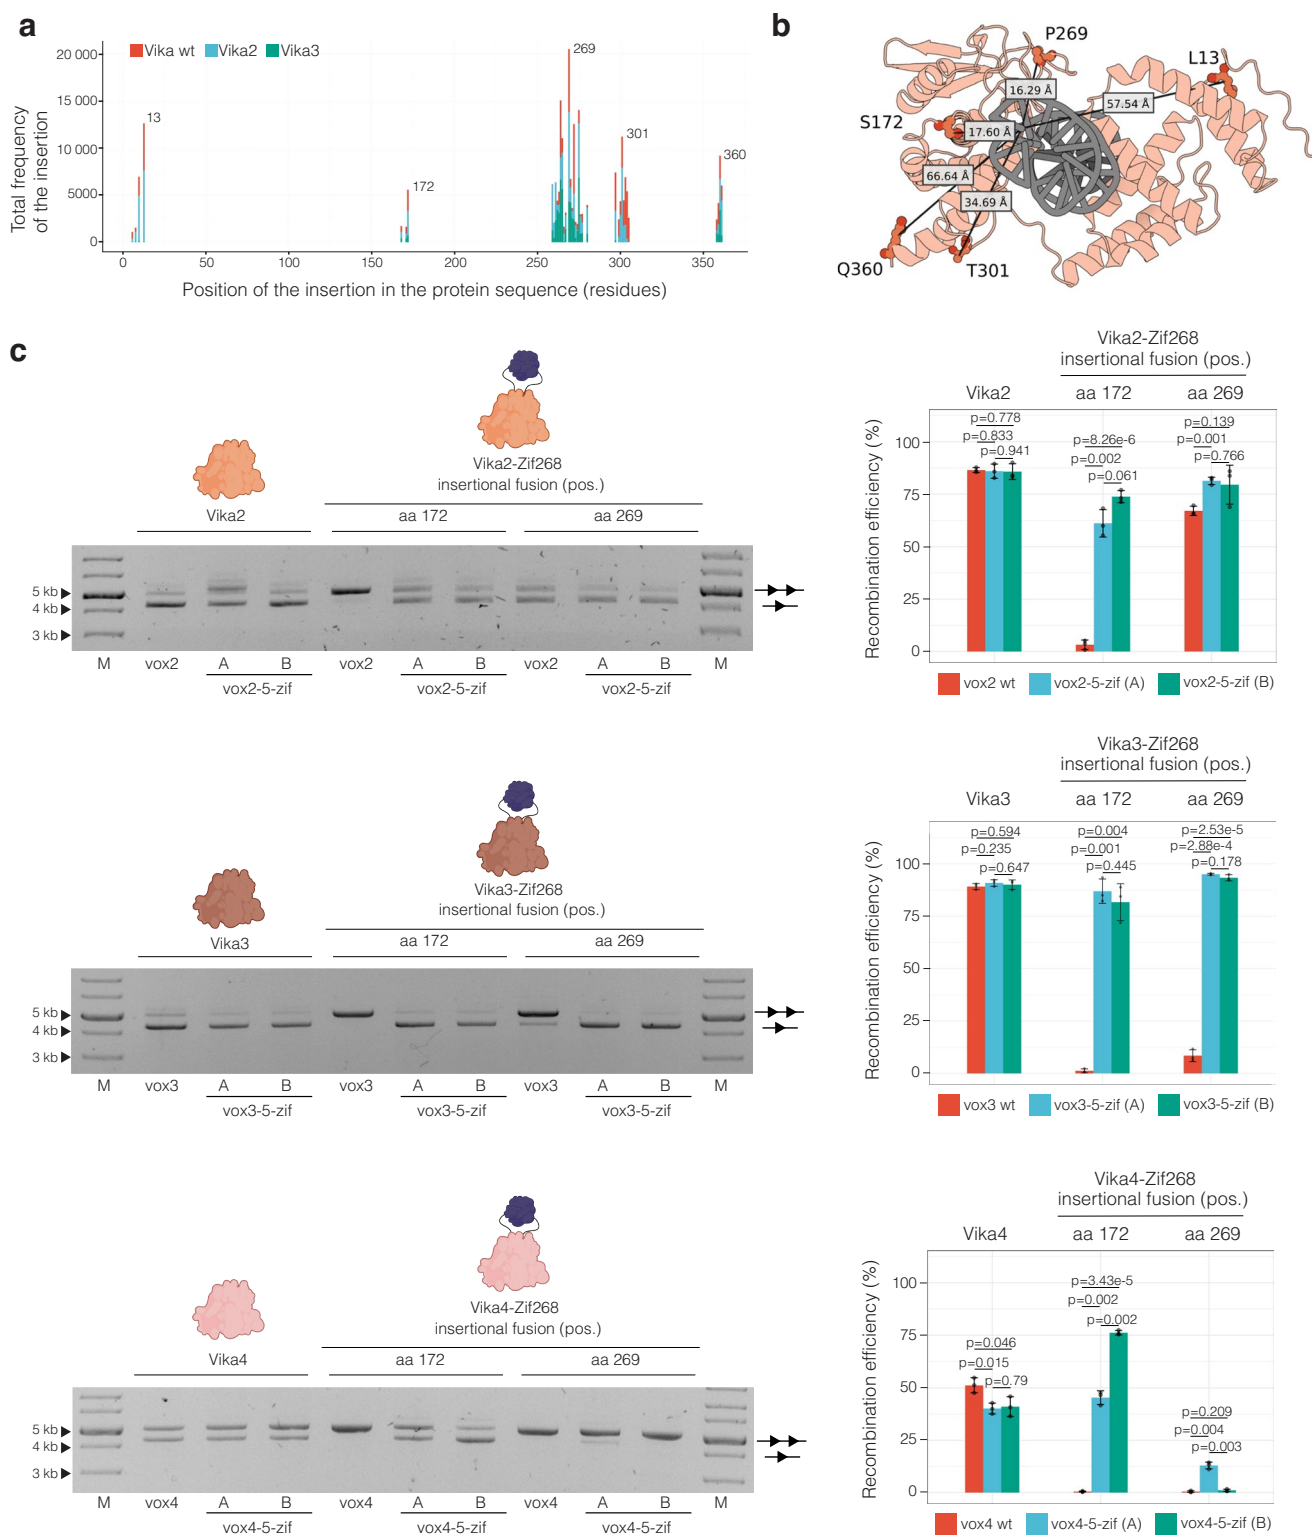 a
Vika wt Vika2 Vika3
Total frequency
of the insertion
20 000
15 000
10 000
5000
0
13
172
269
301
360
0 50 100 150 200 250 300 350
Position of the insertion in the protein sequence (residues)
b
P269
L13
S172
Q360
T301
16.29 Å
57.54 Å
17.60 Å
66.64 Å
34.69 Å
c
Vika2-Zif268
insertional fusion (pos.)
Vika2
aa 172
aa 269
5 kb
4 kb
3 kb
M vox2 A B vox2 A B vox2 A B M
vox2-5-zif vox2-5-zif vox2-5-zif
Vika2-Zif268
insertional fusion (pos.)
Vika2 aa 172 aa 269
Recombination efficiency (%)
100
75
50
25
0
p=0.778
p=0.833
p=0.941
p=8.26e-6
p=0.002
p=0.061
p=0.139
p=0.001
p=0.766
vox2 wt vox2-5-zif (A) vox2-5-zif (B)
Vika3-Zif268
insertional fusion (pos.)
Vika3
aa 172
aa 269
5 kb
4 kb
3 kb
M vox3 A B vox3 A B vox3 A B M
vox3-5-zif vox3-5-zif vox3-5-zif
Vika3-Zif268
insertional fusion (pos.)
Vika3 aa 172 aa 269
Recombination efficiency (%)
100
75
50
25
0
p=0.594
p=0.235
p=0.647
p=0.004
p=0.001
p=0.445
p=2.53e-5
p=2.88e-4
p=0.178
vox3 wt vox3-5-zif (A) vox3-5-zif (B)
Vika4-Zif268
insertional fusion (pos.)
Vika4
aa 172
aa 269
5 kb
4 kb
3 kb
M vox4 A B vox4 A B vox4 A B M
vox4-5-zif vox4-5-zif vox4-5-zif
Vika4-Zif268
insertional fusion (pos.)
Vika4 aa 172 aa 269
Recombination efficiency (%)
100
75
50
25
0
p=0.046
p=0.015
p=0.79
p=3.43e-5
p=0.002
p=0.002
p=0.209
p=0.004
p=0.003
vox4 wt vox4-5-zif (A) vox4-5-zif (B)